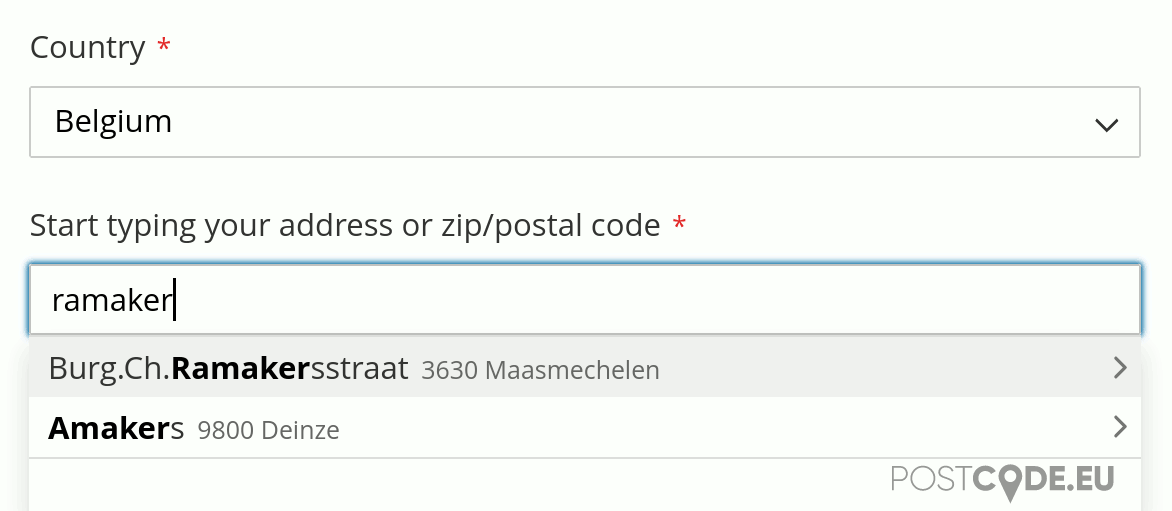 Country *
Belgium
Start typing your address or zip/postal code *
ramaker
Burg.Ch.Ramakersstraat 3630 Maasmechelen
Amakers 9800 Deinze
POSTCODE.EU